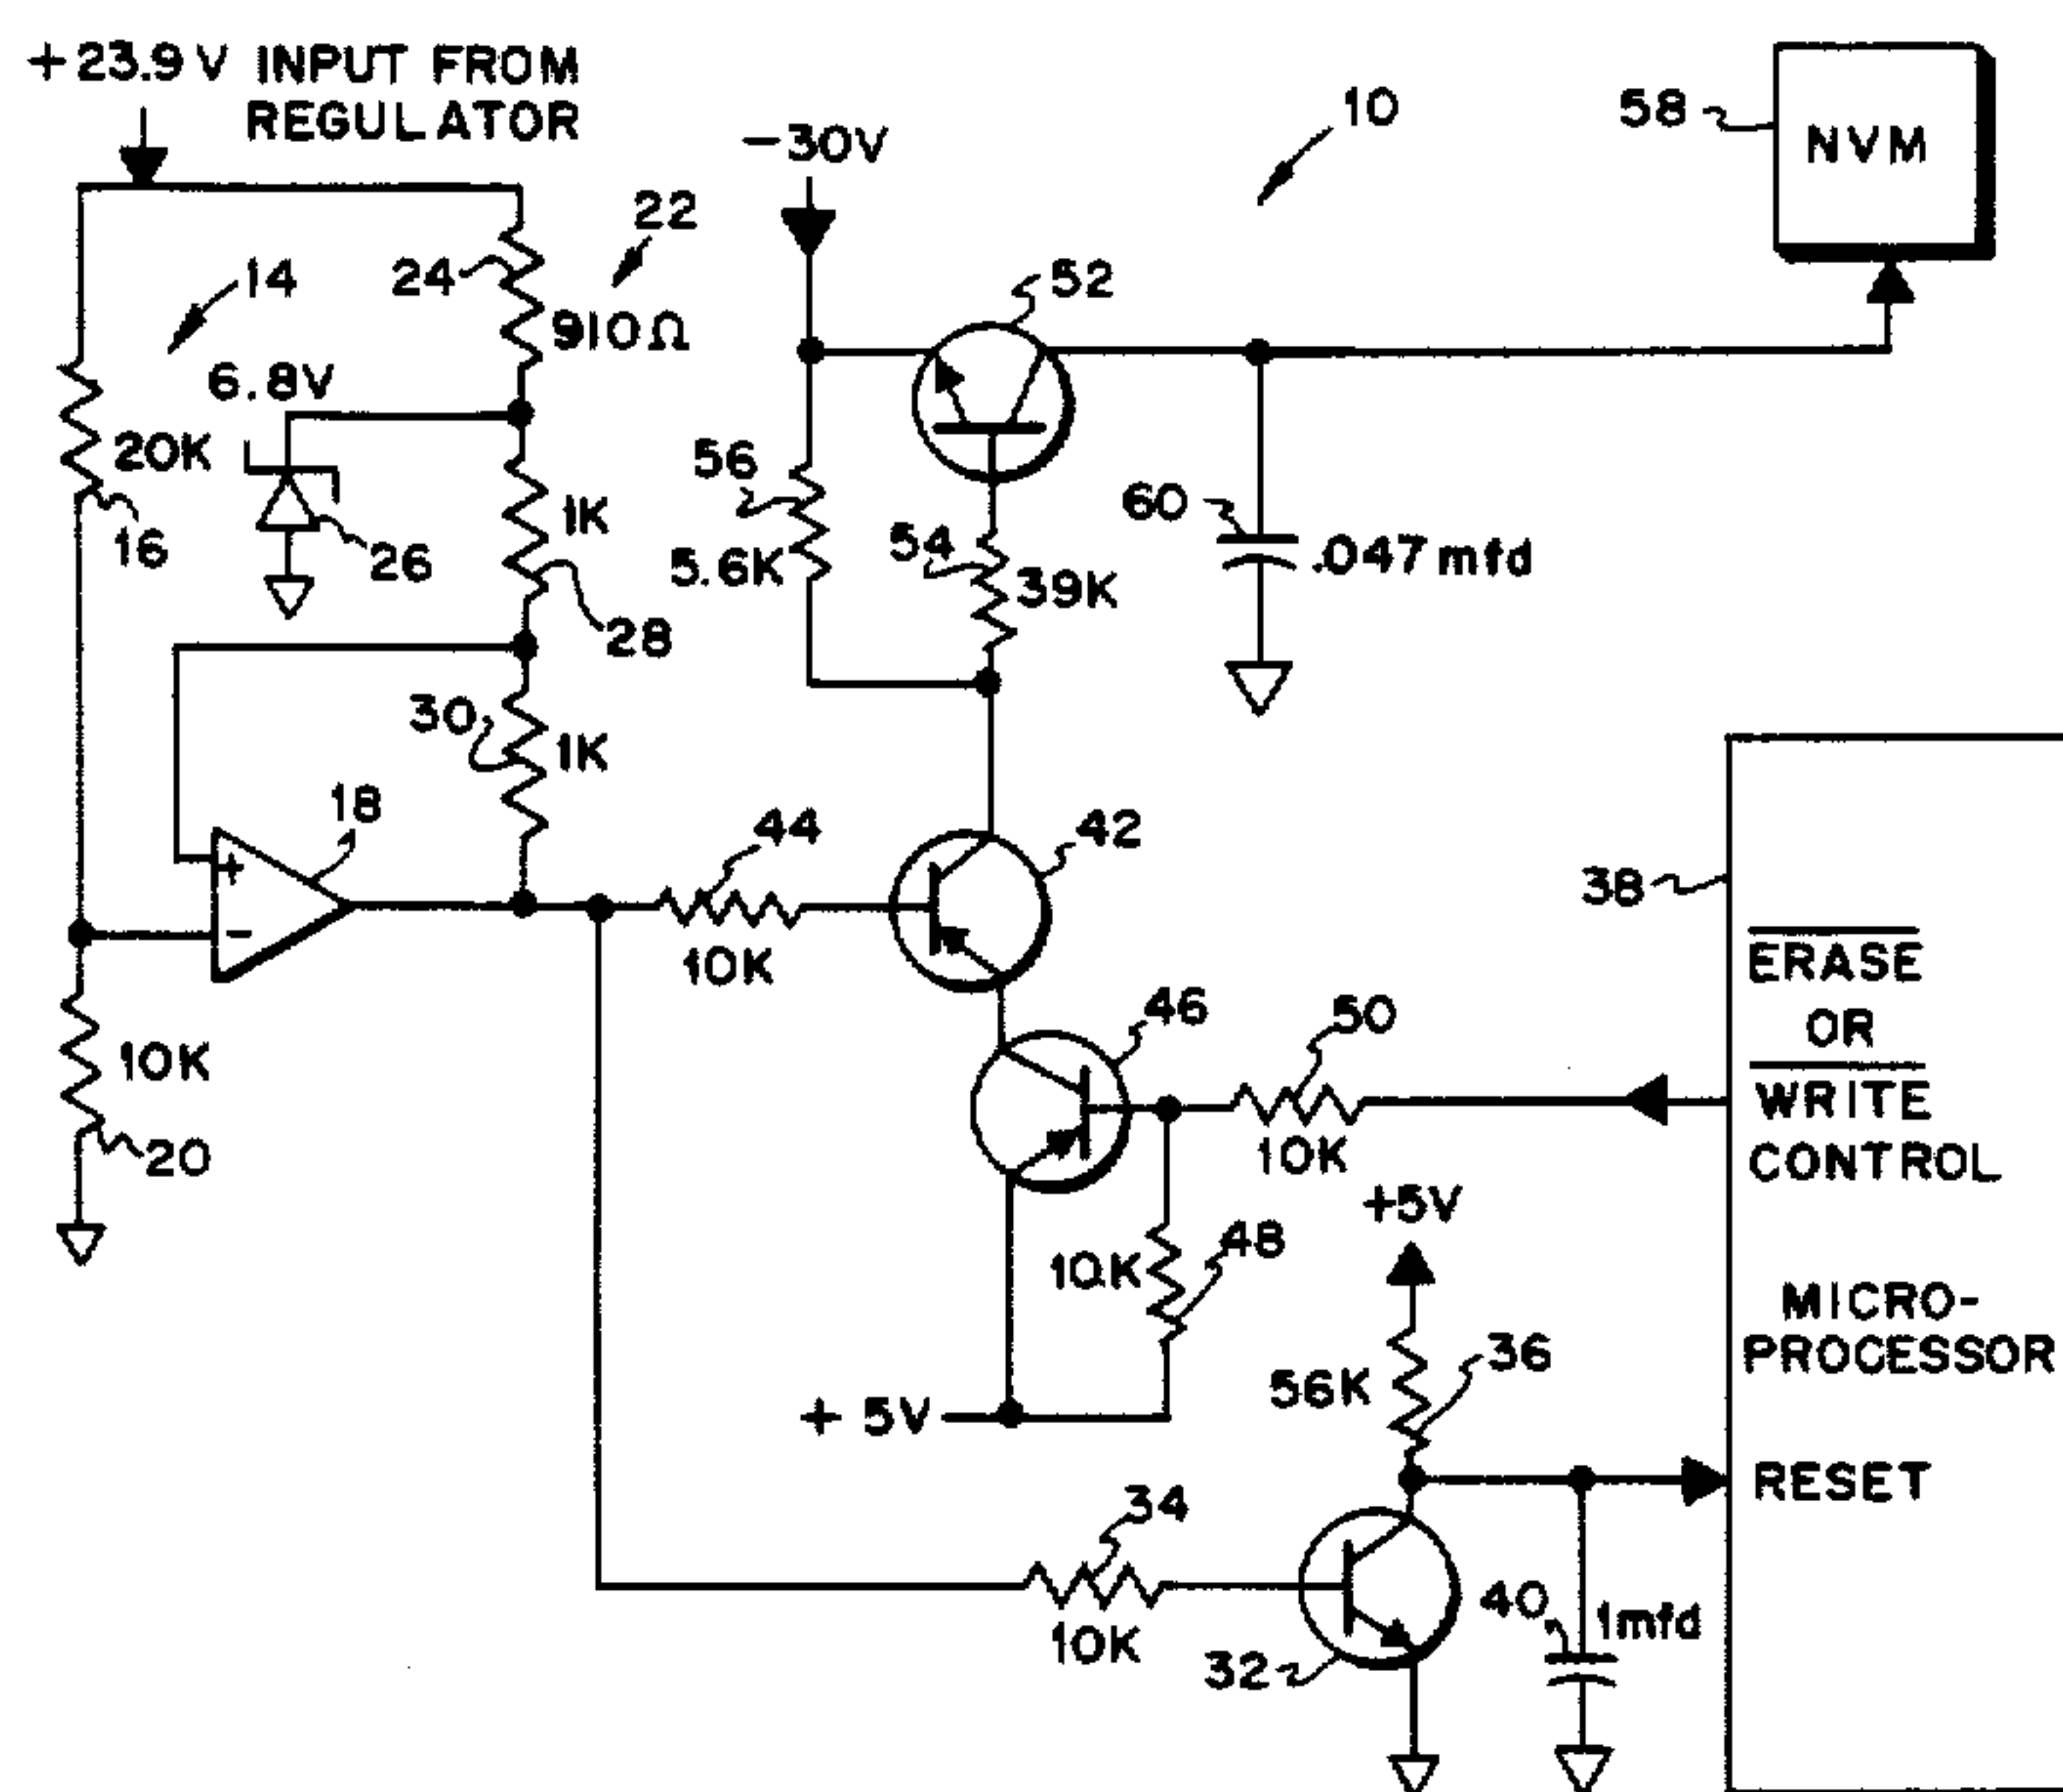 +23.9 V INPUT FROM
REGULATOR
-30V
10
58
NVM
22
14
24
52
910Ω
6.8V
20K
56
16
26
1K
5.6K
54
39K
60
.047 mfd
28
30
1K
18
44
42
38
10K
+
-
ERASE
OR
WRITE
CONTROL
46
50
10K
10K
20
+5V
48
10K
MICRO-
PROCESSOR
36
56K
+ 5V
RESET
34
10K
32
40
1mfd